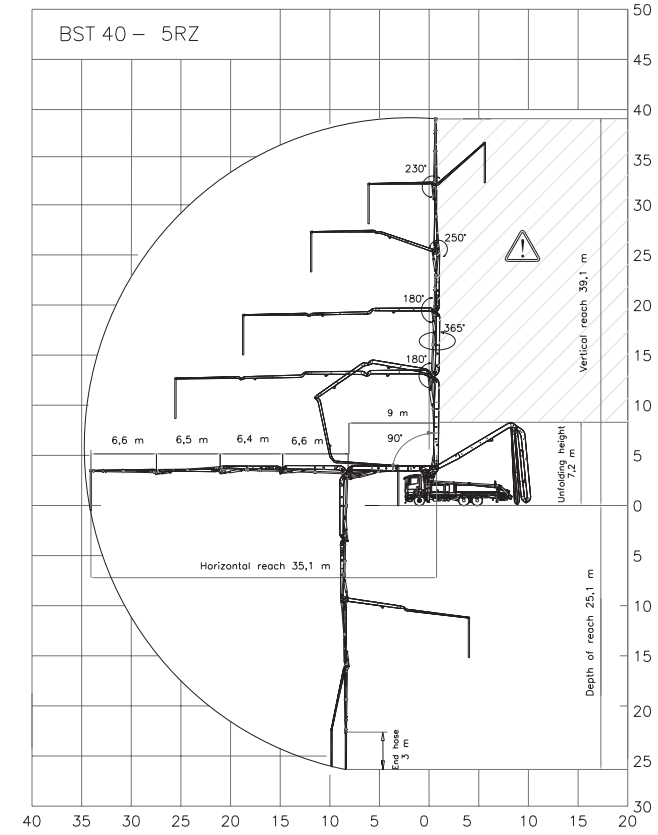 BST 40 – 5RZ
50
45
40
35
30
25
20
15
10
5
0
5
10
15
20
25
30
230°
250°
180°
365°
180°
!
Vertical reach 39,1 m
9 m
90°
6,6 m
6,5 m
6,4 m
6,6 m
Unfolding height
7,2 m
Horizontal reach 35,1 m
Depth of reach 25,1 m
End hose
3 m
40 35 30 25 20 15 10 5 0 5 10 15 20